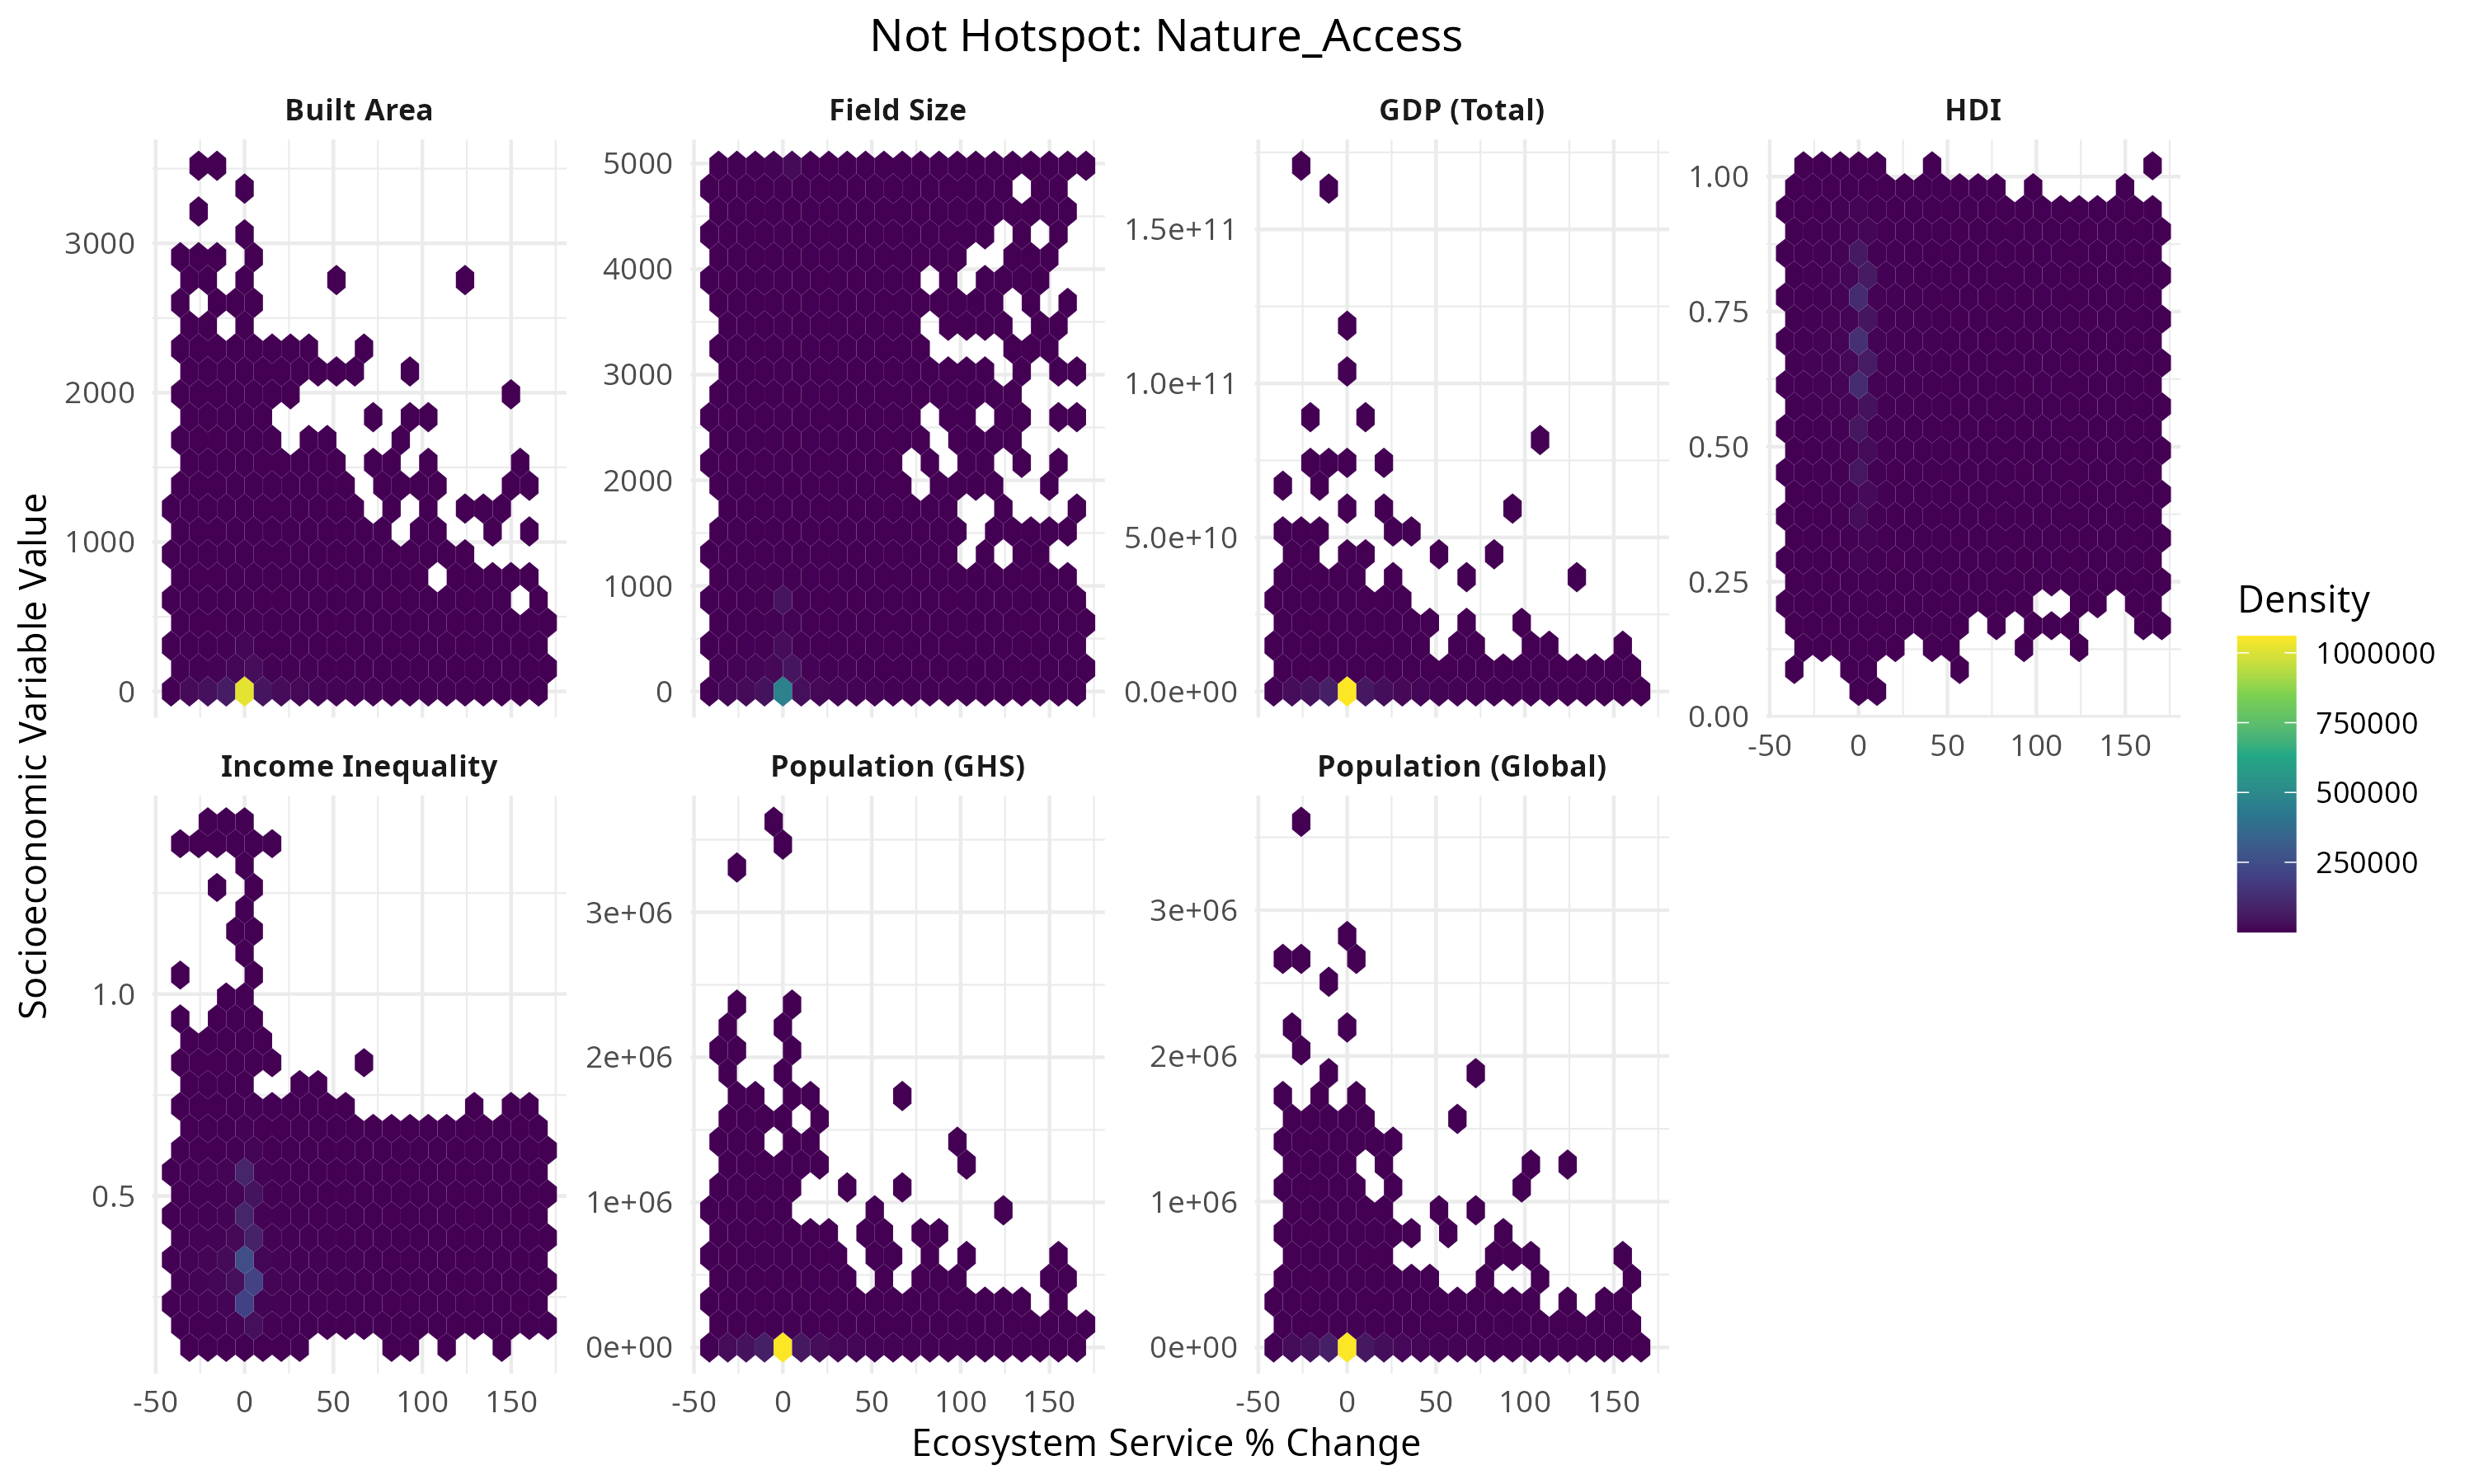 Not Hotspot: Nature_Access
Built Area
Field Size
GDP (Total)
HDI
3000
2000
1000
0
5000
4000
3000
2000
1000
0
1.5e+11
1.0e+11
5.0e+10
0.0e+00
1.00
0.75
0.50
0.25
0.00
-50 0 50 100 150
Socioeconomic Variable Value
Income Inequality
Population (GHS)
Population (Global)
1.0
0.5
3e+06
2e+06
1e+06
0e+00
3e+06
2e+06
1e+06
0e+00
-50 0 50 100 150
-50 0 50 100 150
-50 0 50 100 150
Ecosystem Service % Change
Density
1000000
750000
500000
250000